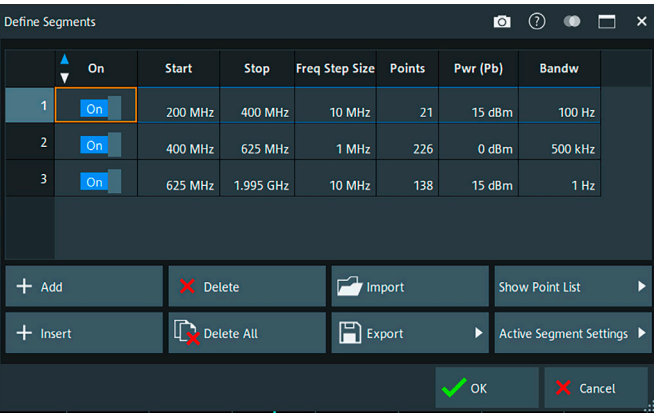 Define Segments
On Start Stop Freq Step Size Points Pwr (Pb) Bandw
1 On 200 MHz 400 MHz 10 MHz 21 15 dBm 100 Hz
2 On 400 MHz 625 MHz 1 MHz 226 0 dBm 500 kHz
3 On 625 MHz 1.995 GHz 10 MHz 138 15 dBm 1 Hz
Add Delete Import Show Point List
Insert Delete All Export Active Segment Settings
OK Cancel